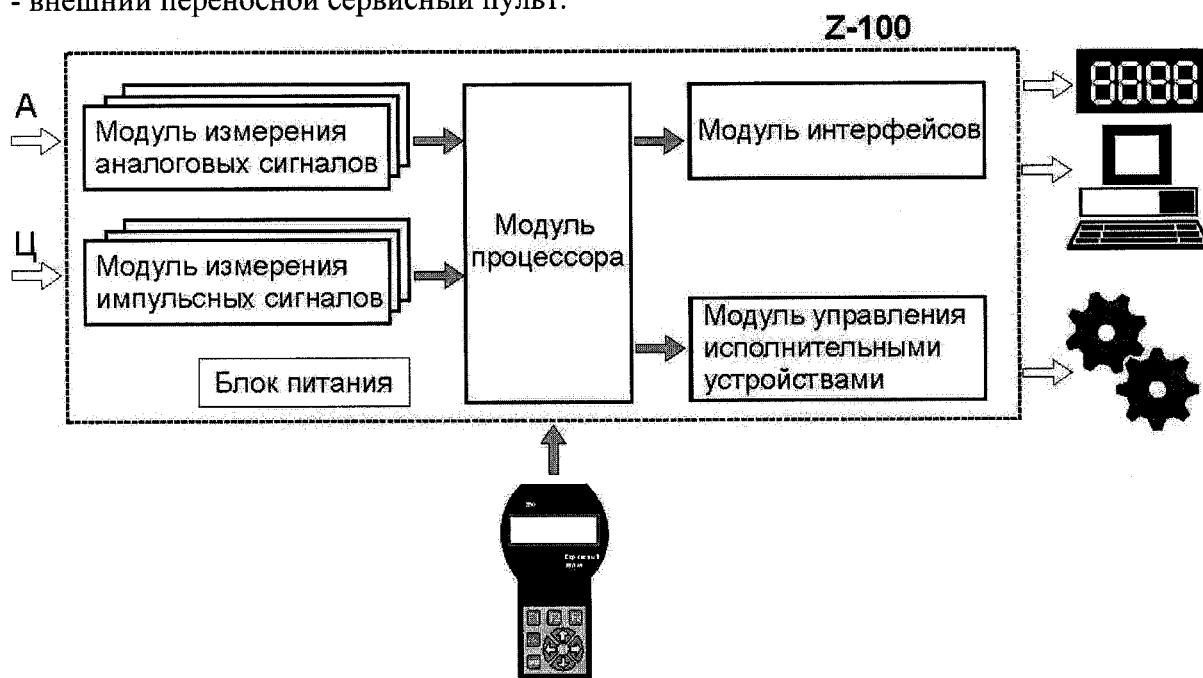 - внешний переносной сервисный пульт.
Z-100
А
Модуль измерения
аналоговых сигналов
Ц
Модуль измерения
импульсных сигналов
Блок питания
Модуль
процессора
Модуль интерфейсов
Модуль управления
исполнительными
устройствами
8888